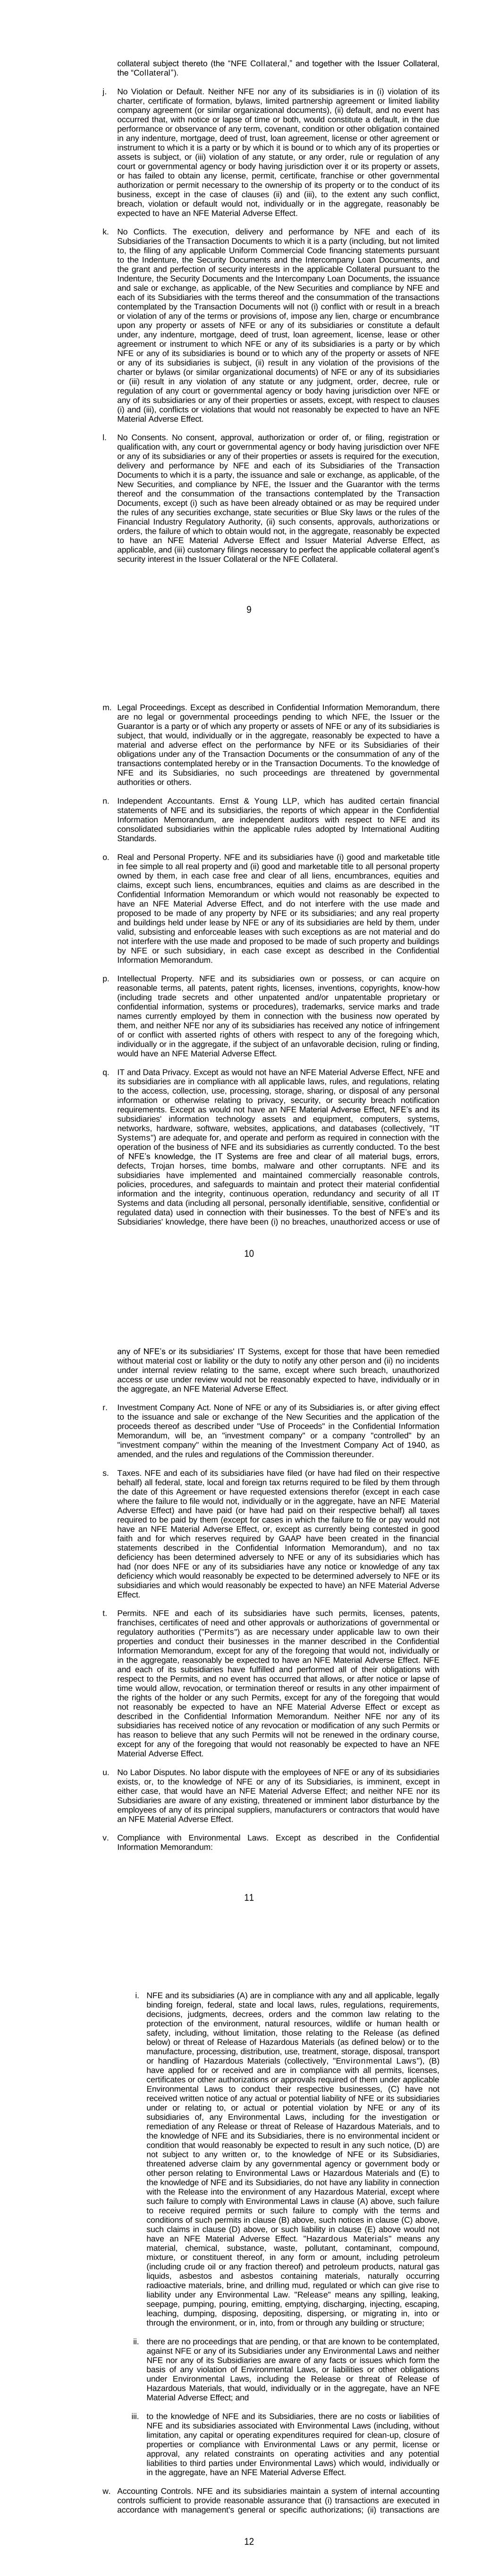 collateral subject thereto (the “NFE Collateral,” and together with the Issuer Collateral,
the “Collateral”).
j. No Violation or Default. Neither NFE nor any of its subsidiaries is in (i) violation of its
charter, certificate of formation, bylaws, limited partnership agreement or limited liability
company agreement (or similar organizational documents), (ii) default, and no event has
occurred that, with notice or lapse of time or both, would constitute a default, in the due
performance or observance of any term, covenant, condition or other obligation contained
in any indenture, mortgage, deed of trust, loan agreement, license or other agreement or
instrument to which it is a party or by which it is bound or to which any of its properties or
assets is subject, or (iii) violation of any statute, or any order, rule or regulation of any
court or governmental agency or body having jurisdiction over it or its property or assets,
or has failed to obtain any license, permit, certificate, franchise or other governmental
authorization or permit necessary to the ownership of its property or to the conduct of its
business, except in the case of clauses (ii) and (iii), to the extent any such conflict,
breach, violation or default would not, individually or in the aggregate, reasonably be
expected to have an NFE Material Adverse Effect.
k. No Conflicts. The execution, delivery and performance by NFE and each of its
Subsidiaries of the Transaction Documents to which it is a party (including, but not limited
to, the filing of any applicable Uniform Commercial Code financing statements pursuant
to the Indenture, the Security Documents and the Intercompany Loan Documents, and
the grant and perfection of security interests in the applicable Collateral pursuant to the
Indenture, the Security Documents and the Intercompany Loan Documents, the issuance
and sale or exchange, as applicable, of the New Securities and compliance by NFE and
each of its Subsidiaries with the terms thereof and the consummation of the transactions
contemplated by the Transaction Documents will not (i) conflict with or result in a breach
or violation of any of the terms or provisions of, impose any lien, charge or encumbrance
upon any property or assets of NFE or any of its subsidiaries or constitute a default
under, any indenture, mortgage, deed of trust, loan agreement, license, lease or other
agreement or instrument to which NFE or any of its subsidiaries is a party or by which
NFE or any of its subsidiaries is bound or to which any of the property or assets of NFE
or any of its subsidiaries is subject, (ii) result in any violation of the provisions of the
charter or bylaws (or similar organizational documents) of NFE or any of its subsidiaries
or (iii) result in any violation of any statute or any judgment, order, decree, rule or
regulation of any court or governmental agency or body having jurisdiction over NFE or
any of its subsidiaries or any of their properties or assets, except, with respect to clauses
(i) and (iii), conflicts or violations that would not reasonably be expected to have an NFE
Material Adverse Effect.
l. No Consents. No consent, approval, authorization or order of, or filing, registration or
qualification with, any court or governmental agency or body having jurisdiction over NFE
or any of its subsidiaries or any of their properties or assets is required for the execution,
delivery and performance by NFE and each of its Subsidiaries of the Transaction
Documents to which it is a party, the issuance and sale or exchange, as applicable, of the
New Securities, and compliance by NFE, the Issuer and the Guarantor with the terms
thereof and the consummation of the transactions contemplated by the Transaction
Documents, except (i) such as have been already obtained or as may be required under
the rules of any securities exchange, state securities or Blue Sky laws or the rules of the
Financial Industry Regulatory Authority, (ii) such consents, approvals, authorizations or
orders, the failure of which to obtain would not, in the aggregate, reasonably be expected
to have an NFE Material Adverse Effect and Issuer Material Adverse Effect, as
applicable, and (iii) customary filings necessary to perfect the applicable collateral agent’s
security interest in the Issuer Collateral or the NFE Collateral.
9
m. Legal Proceedings. Except as described in Confidential Information Memorandum, there
are no legal or governmental proceedings pending to which NFE, the Issuer or the
Guarantor is a party or of which any property or assets of NFE or any of its subsidiaries is
subject, that would, individually or in the aggregate, reasonably be expected to have a
material and adverse effect on the performance by NFE or its Subsidiaries of their
obligations under any of the Transaction Documents or the consummation of any of the
transactions contemplated hereby or in the Transaction Documents. To the knowledge of
NFE and its Subsidiaries, no such proceedings are threatened by governmental
authorities or others.
n. Independent Accountants. Ernst & Young LLP, which has audited certain financial
statements of NFE and its subsidiaries, the reports of which appear in the Confidential
Information Memorandum, are independent auditors with respect to NFE and its
consolidated subsidiaries within the applicable rules adopted by International Auditing
Standards.
o. Real and Personal Property. NFE and its subsidiaries have (i) good and marketable title
in fee simple to all real property and (ii) good and marketable title to all personal property
owned by them, in each case free and clear of all liens, encumbrances, equities and
claims, except such liens, encumbrances, equities and claims as are described in the
Confidential Information Memorandum or which would not reasonably be expected to
have an NFE Material Adverse Effect, and do not interfere with the use made and
proposed to be made of any property by NFE or its subsidiaries; and any real property
and buildings held under lease by NFE or any of its subsidiaries are held by them, under
valid, subsisting and enforceable leases with such exceptions as are not material and do
not interfere with the use made and proposed to be made of such property and buildings
by NFE or such subsidiary, in each case except as described in the Confidential
Information Memorandum.
p. Intellectual Property. NFE and its subsidiaries own or possess, or can acquire on
reasonable terms, all patents, patent rights, licenses, inventions, copyrights, know-how
(including trade secrets and other unpatented and/or unpatentable proprietary or
confidential information, systems or procedures), trademarks, service marks and trade
names currently employed by them in connection with the business now operated by
them, and neither NFE nor any of its subsidiaries has received any notice of infringement
of or conflict with asserted rights of others with respect to any of the foregoing which,
individually or in the aggregate, if the subject of an unfavorable decision, ruling or finding,
would have an NFE Material Adverse Effect.
q. IT and Data Privacy. Except as would not have an NFE Material Adverse Effect, NFE and
its subsidiaries are in compliance with all applicable laws, rules, and regulations, relating
to the access, collection, use, processing, storage, sharing, or disposal of any personal
information or otherwise relating to privacy, security, or security breach notification
requirements. Except as would not have an NFE Material Adverse Effect, NFE’s and its
subsidiaries' information technology assets and equipment, computers, systems,
networks, hardware, software, websites, applications, and databases (collectively, "IT
Systems") are adequate for, and operate and perform as required in connection with the
operation of the business of NFE and its subsidiaries as currently conducted. To the best
of NFE’s knowledge, the IT Systems are free and clear of all material bugs, errors,
defects, Trojan horses, time bombs, malware and other corruptants. NFE and its
subsidiaries have implemented and maintained commercially reasonable controls,
policies, procedures, and safeguards to maintain and protect their material confidential
information and the integrity, continuous operation, redundancy and security of all IT
Systems and data (including all personal, personally identifiable, sensitive, confidential or
regulated data) used in connection with their businesses. To the best of NFE’s and its
Subsidiaries’ knowledge, there have been (i) no breaches, unauthorized access or use of
10
any of NFE’s or its subsidiaries' IT Systems, except for those that have been remedied
without material cost or liability or the duty to notify any other person and (ii) no incidents
under internal review relating to the same, except where such breach, unauthorized
access or use under review would not be reasonably expected to have, individually or in
the aggregate, an NFE Material Adverse Effect.
r. Investment Company Act. None of NFE or any of its Subsidiaries is, or after giving effect
to the issuance and sale or exchange of the New Securities and the application of the
proceeds thereof as described under "Use of Proceeds" in the Confidential Information
Memorandum, will be, an "investment company" or a company "controlled" by an
"investment company" within the meaning of the Investment Company Act of 1940, as
amended, and the rules and regulations of the Commission thereunder.
s. Taxes. NFE and each of its subsidiaries have filed (or have had filed on their respective
behalf) all federal, state, local and foreign tax returns required to be filed by them through
the date of this Agreement or have requested extensions therefor (except in each case
where the failure to file would not, individually or in the aggregate, have an NFE Material
Adverse Effect) and have paid (or have had paid on their respective behalf) all taxes
required to be paid by them (except for cases in which the failure to file or pay would not
have an NFE Material Adverse Effect, or, except as currently being contested in good
faith and for which reserves required by GAAP have been created in the financial
statements described in the Confidential Information Memorandum), and no tax
deficiency has been determined adversely to NFE or any of its subsidiaries which has
had (nor does NFE or any of its subsidiaries have any notice or knowledge of any tax
deficiency which would reasonably be expected to be determined adversely to NFE or its
subsidiaries and which would reasonably be expected to have) an NFE Material Adverse
Effect.
t. Permits. NFE and each of its subsidiaries have such permits, licenses, patents,
franchises, certificates of need and other approvals or authorizations of governmental or
regulatory authorities ("Permits") as are necessary under applicable law to own their
properties and conduct their businesses in the manner described in the Confidential
Information Memorandum, except for any of the foregoing that would not, individually or
in the aggregate, reasonably be expected to have an NFE Material Adverse Effect. NFE
and each of its subsidiaries have fulfilled and performed all of their obligations with
respect to the Permits, and no event has occurred that allows, or after notice or lapse of
time would allow, revocation, or termination thereof or results in any other impairment of
the rights of the holder or any such Permits, except for any of the foregoing that would
not reasonably be expected to have an NFE Material Adverse Effect or except as
described in the Confidential Information Memorandum. Neither NFE nor any of its
subsidiaries has received notice of any revocation or modification of any such Permits or
has reason to believe that any such Permits will not be renewed in the ordinary course,
except for any of the foregoing that would not reasonably be expected to have an NFE
Material Adverse Effect.
u. No Labor Disputes. No labor dispute with the employees of NFE or any of its subsidiaries
exists, or, to the knowledge of NFE or any of its Subsidiaries, is imminent, except in
either case, that would have an NFE Material Adverse Effect; and neither NFE nor its
Subsidiaries are aware of any existing, threatened or imminent labor disturbance by the
employees of any of its principal suppliers, manufacturers or contractors that would have
an NFE Material Adverse Effect.
v. Compliance with Environmental Laws. Except as described in the Confidential
Information Memorandum:
11
i. NFE and its subsidiaries (A) are in compliance with any and all applicable, legally
binding foreign, federal, state and local laws, rules, regulations, requirements,
decisions, judgments, decrees, orders and the common law relating to the
protection of the environment, natural resources, wildlife or human health or
safety, including, without limitation, those relating to the Release (as defined
below) or threat of Release of Hazardous Materials (as defined below) or to the
manufacture, processing, distribution, use, treatment, storage, disposal, transport
or handling of Hazardous Materials (collectively, "Environmental Laws"), (B)
have applied for or received and are in compliance with all permits, licenses,
certificates or other authorizations or approvals required of them under applicable
Environmental Laws to conduct their respective businesses, (C) have not
received written notice of any actual or potential liability of NFE or its subsidiaries
under or relating to, or actual or potential violation by NFE or any of its
subsidiaries of, any Environmental Laws, including for the investigation or
remediation of any Release or threat of Release of Hazardous Materials, and to
the knowledge of NFE and its Subsidiaries, there is no environmental incident or
condition that would reasonably be expected to result in any such notice, (D) are
not subject to any written or, to the knowledge of NFE or its Subsidiaries,
threatened adverse claim by any governmental agency or government body or
other person relating to Environmental Laws or Hazardous Materials and (E) to
the knowledge of NFE and its Subsidiaries, do not have any liability in connection
with the Release into the environment of any Hazardous Material, except where
such failure to comply with Environmental Laws in clause (A) above, such failure
to receive required permits or such failure to comply with the terms and
conditions of such permits in clause (B) above, such notices in clause (C) above,
such claims in clause (D) above, or such liability in clause (E) above would not
have an NFE Material Adverse Effect. "Hazardous Materials" means any
material, chemical, substance, waste, pollutant, contaminant, compound,
mixture, or constituent thereof, in any form or amount, including petroleum
(including crude oil or any fraction thereof) and petroleum products, natural gas
liquids, asbestos and asbestos containing materials, naturally occurring
radioactive materials, brine, and drilling mud, regulated or which can give rise to
liability under any Environmental Law. "Release" means any spilling, leaking,
seepage, pumping, pouring, emitting, emptying, discharging, injecting, escaping,
leaching, dumping, disposing, depositing, dispersing, or migrating in, into or
through the environment, or in, into, from or through any building or structure;
ii. there are no proceedings that are pending, or that are known to be contemplated,
against NFE or any of its Subsidiaries under any Environmental Laws and neither
NFE nor any of its Subsidiaries are aware of any facts or issues which form the
basis of any violation of Environmental Laws, or liabilities or other obligations
under Environmental Laws, including the Release or threat of Release of
Hazardous Materials, that would, individually or in the aggregate, have an NFE
Material Adverse Effect; and
iii. to the knowledge of NFE and its Subsidiaries, there are no costs or liabilities of
NFE and its subsidiaries associated with Environmental Laws (including, without
limitation, any capital or operating expenditures required for clean-up, closure of
properties or compliance with Environmental Laws or any permit, license or
approval, any related constraints on operating activities and any potential
liabilities to third parties under Environmental Laws) which would, individually or
in the aggregate, have an NFE Material Adverse Effect.
w. Accounting Controls. NFE and its subsidiaries maintain a system of internal accounting
controls sufficient to provide reasonable assurance that (i) transactions are executed in
accordance with management's general or specific authorizations; (ii) transactions are
12